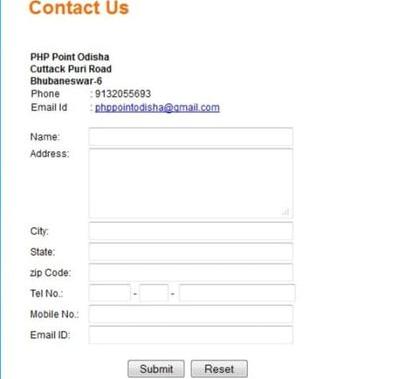 Contact Us
PHP Point Odisha
Cuttack Puri Road
Bhubaneswar-6
Phone : 9132055693
Email Id : phppointodisha@gmail.com
Name:
Address:
City:
State:
zip Code:
Tel No.: - -
Mobile No.:
Email ID:
Submit Reset